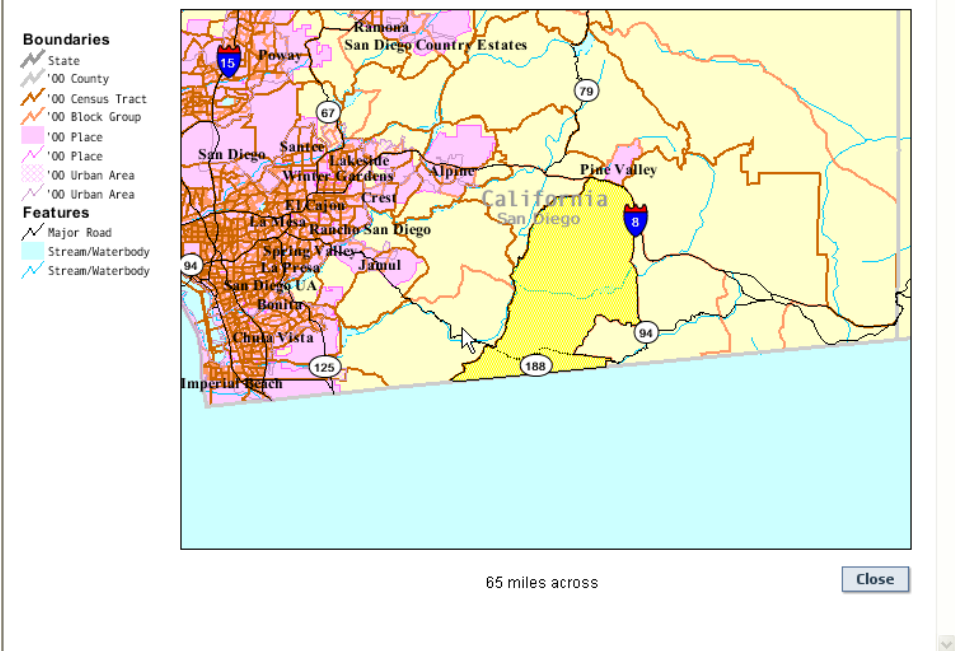 Boundaries
State
'00 County
'00 Census Tract
'00 Block Group
'00 Place
'00 Place
'00 Urban Area
'00 Urban Area
Features
Major Road
Stream/Waterbody
Stream/Waterbody
Ramona
San Diego Country Estates
Poway
15
79
67
San Diego
Santee
Lakeside
Winter Gardens
Alpine
Pine Valley
Crest
California
San Diego
El Cajon
La Mesa
Rancho San Diego
8
Spring Valley
Jamul
94
La Presa
San Diego UA
Bonita
94
Chula Vista
125
188
Imperial Beach
65 miles across
Close